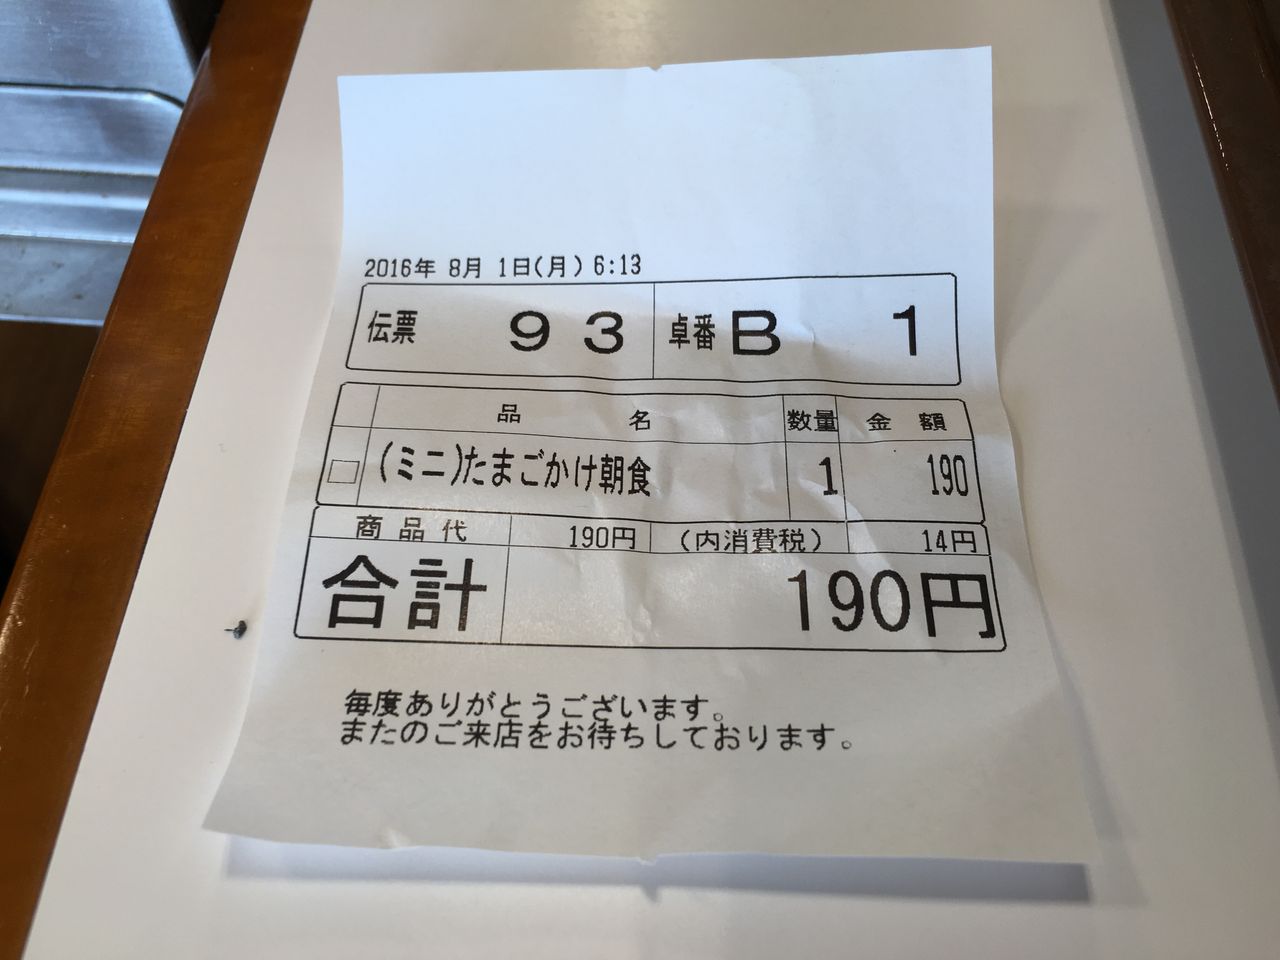 2016年 8月 1日(月) 6:13
伝票 93 卓番 B 1
品名 数量 金額
(ミニ)たまごかけ朝食 1 190
商品代 190円 (内消費税) 14円
合計 190円
毎度ありがとうございます。
またのご来店をお待ちしております。